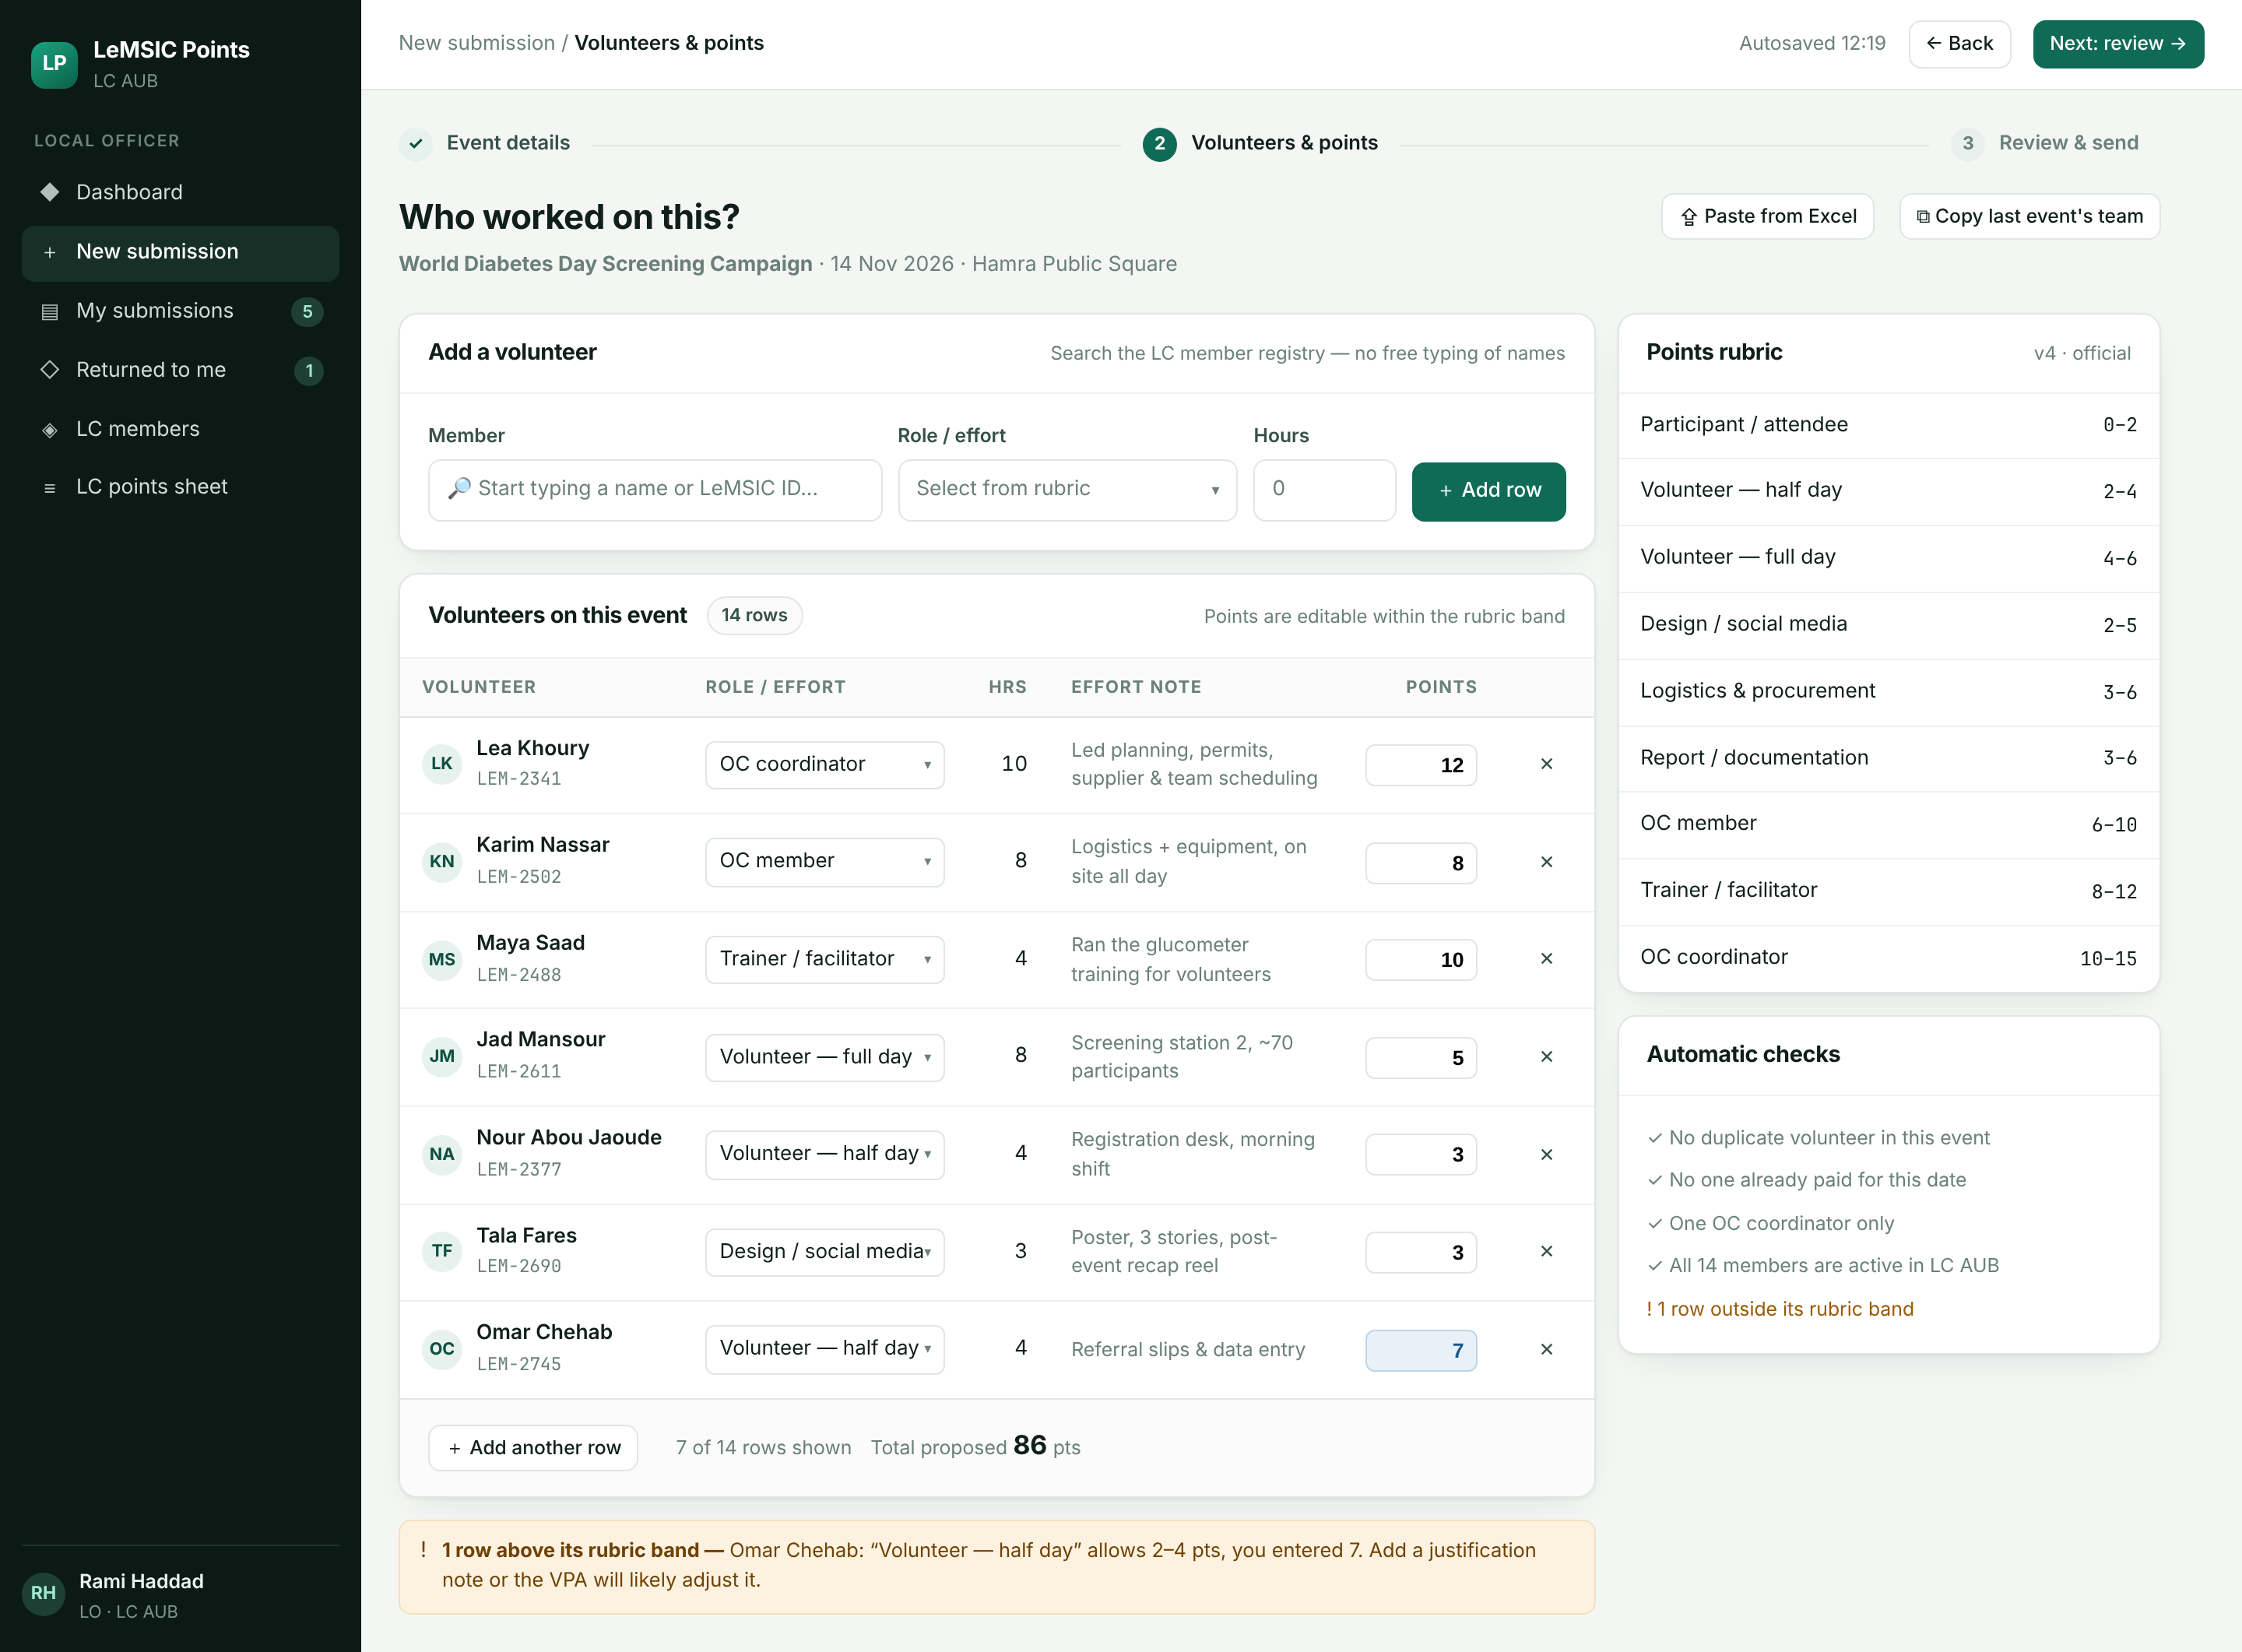 LP
LeMSIC Points
LC AUB
LOCAL OFFICER
◆ Dashboard
+ New submission
▤ My submissions 5
◇ Returned to me 1
◈ LC members
≡ LC points sheet
RH
Rami Haddad
LO · LC AUB
New submission / Volunteers & points
Autosaved 12:19
← Back
Next: review →
✓ Event details
2 Volunteers & points
3 Review & send
Who worked on this?
World Diabetes Day Screening Campaign · 14 Nov 2026 · Hamra Public Square
⇪ Paste from Excel
⧉ Copy last event's team
Add a volunteer
Search the LC member registry — no free typing of names
Member
Role / effort
Hours
🔎 Start typing a name or LeMSIC ID...
Select from rubric ▾
0
+ Add row
Volunteers on this event 14 rows
Points are editable within the rubric band
VOLUNTEER ROLE / EFFORT HRS EFFORT NOTE POINTS
LK Lea Khoury
LEM-2341
OC coordinator ▾
10
Led planning, permits,
supplier & team scheduling
12 ×
KN Karim Nassar
LEM-2502
OC member ▾
8
Logistics + equipment, on
site all day
8 ×
MS Maya Saad
LEM-2488
Trainer / facilitator ▾
4
Ran the glucometer
training for volunteers
10 ×
JM Jad Mansour
LEM-2611
Volunteer — full day ▾
8
Screening station 2, ~70
participants
5 ×
NA Nour Abou Jaoude
LEM-2377
Volunteer — half day ▾
4
Registration desk, morning
shift
3 ×
TF Tala Fares
LEM-2690
Design / social media ▾
3
Poster, 3 stories, post-
event recap reel
3 ×
OC Omar Chehab
LEM-2745
Volunteer — half day ▾
4
Referral slips & data entry
7 ×
+ Add another row
7 of 14 rows shown Total proposed 86 pts
! 1 row above its rubric band — Omar Chehab: “Volunteer — half day” allows 2–4 pts, you entered 7. Add a justification
note or the VPA will likely adjust it.
Points rubric
v4 · official
Participant / attendee 0–2
Volunteer — half day 2–4
Volunteer — full day 4–6
Design / social media 2–5
Logistics & procurement 3–6
Report / documentation 3–6
OC member 6–10
Trainer / facilitator 8–12
OC coordinator 10–15
Automatic checks
✓ No duplicate volunteer in this event
✓ No one already paid for this date
✓ One OC coordinator only
✓ All 14 members are active in LC AUB
! 1 row outside its rubric band